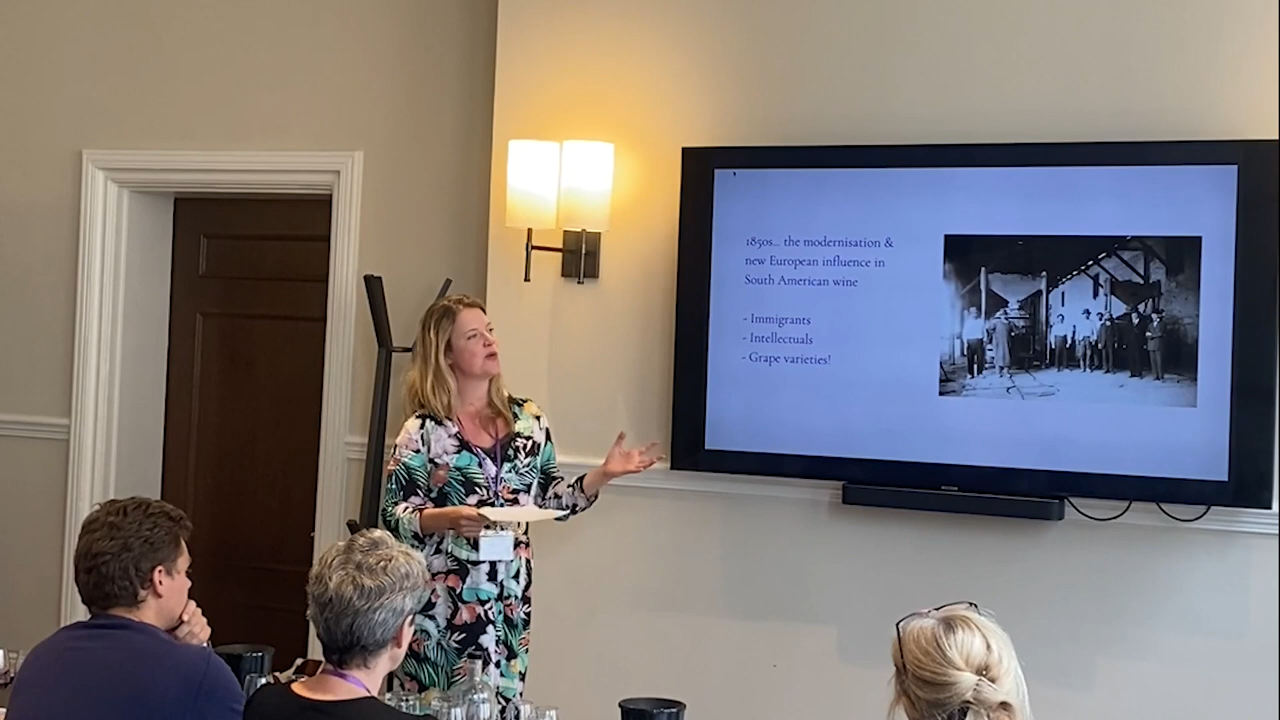 1850s... the modernisation &
new European influence in
South American wine
- Immigrants
- Intellectuals
- Grape varieties!